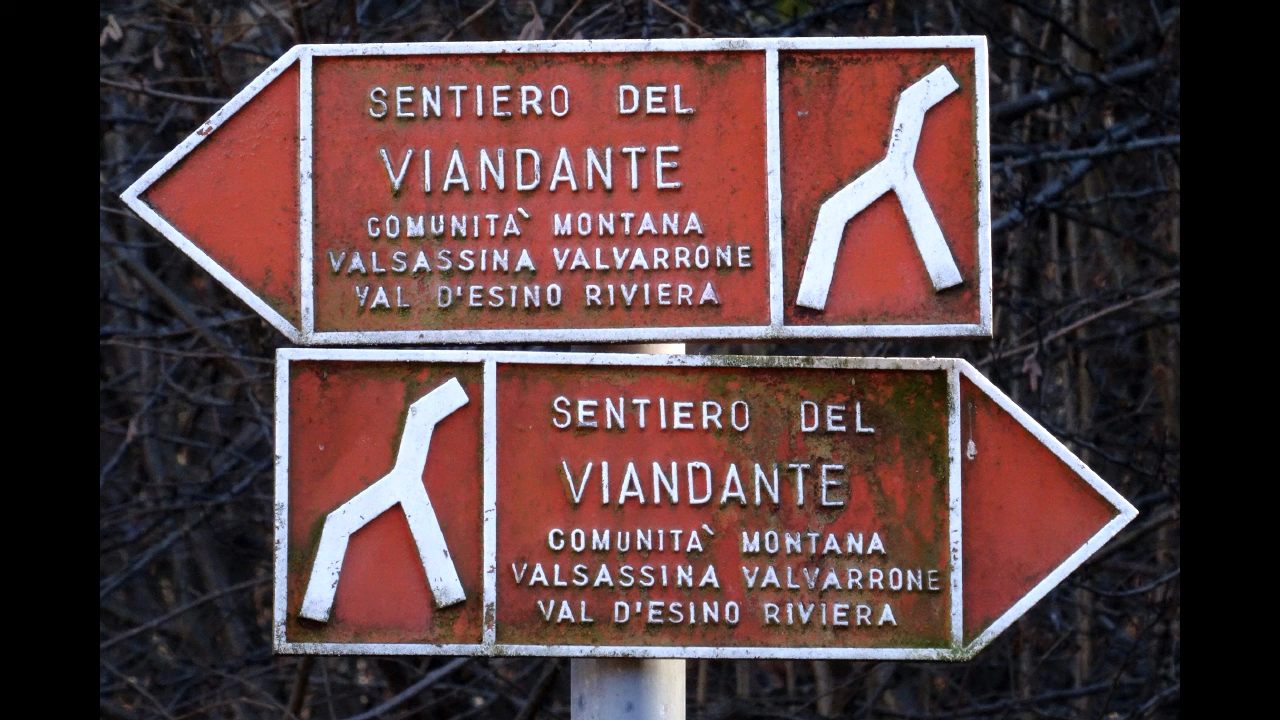 SENTIERO DEL
VIANDANTE
COMUNITA` MONTANA
VALSASSINA VALVARRONE
VAL D'ESINO RIVIERA
SENTIERO DEL
VIANDANTE
COMUNITA` MONTANA
VALSASSINA VALVARRONE
VAL D'ESINO RIVIERA